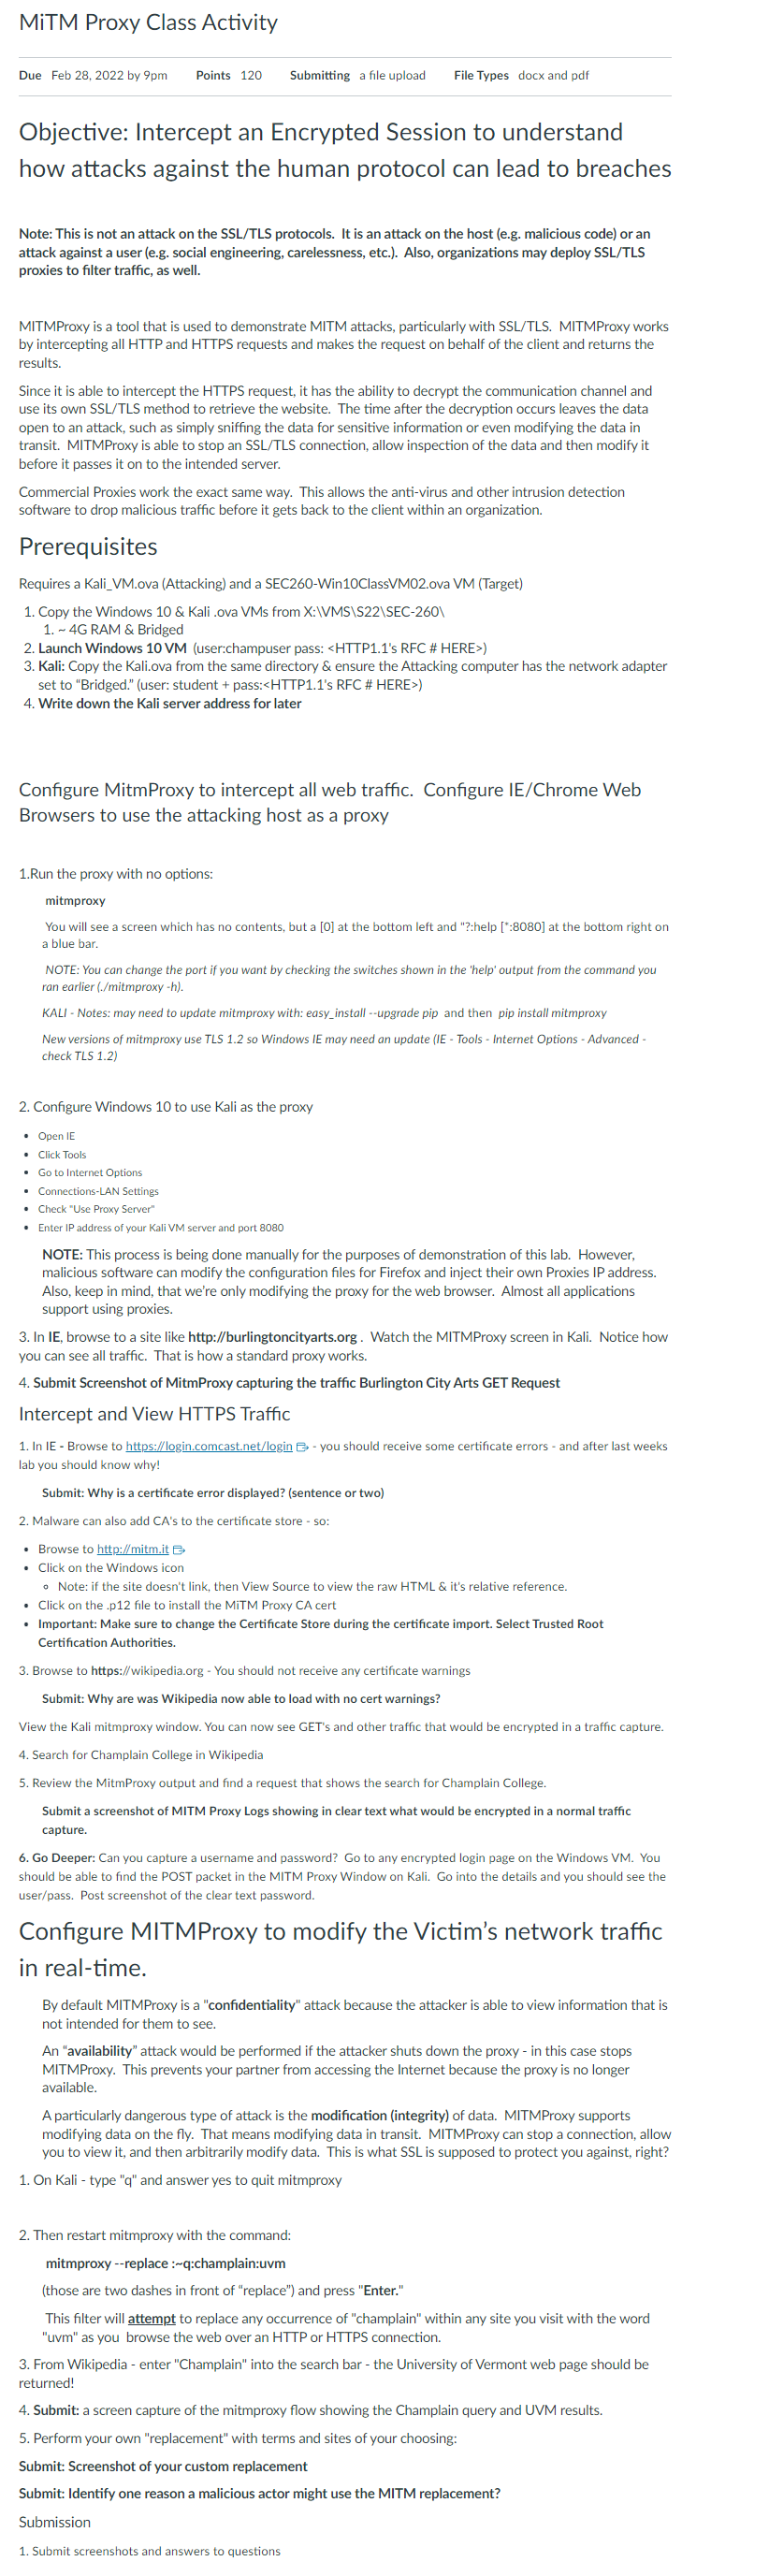 MiTM Proxy Class Activity
Due Feb 28, 2022 by 9pm Points 120 Submitting a file upload File Types docx and pdf
Objective: Intercept an Encrypted Session to understand
how attacks against the human protocol can lead to breaches
Note: This is not an attack on the SSL/TLS protocols. It is an attack on the host (e.g. malicious code) or an
attack against a user (e.g. social engineering, carelessness, etc.). Also, organizations may deploy SSL/TLS
proxies to filter traffic, as well.
MITMProxy is a tool that is used to demonstrate MITM attacks, particularly with SSL/TLS. MITMProxy works
by intercepting all HTTP and HTTPS requests and makes the request on behalf of the client and returns the
results.
Since it is able to intercept the HTTPS request, it has the ability to decrypt the communication channel and
use its own SSL/TLS method to retrieve the website. The time after the decryption occurs leaves the data
open to an attack, such as simply sniffing the data for sensitive information or even modifying the data in
transit. MITMProxy is able to stop an SSL/TLS connection, allow inspection of the data and then modify it
before it passes it on to the intended server.
Commercial Proxies work the exact same way. This allows the anti-virus and other intrusion detection
software to drop malicious traffic before it gets back to the client within an organization.
Prerequisites
Requires a Kali_VM.ova (Attacking) and a SEC260-Win10ClassVM02.ova VM (Target)
1. Copy the Windows 10 & Kali .ova VMs from X:\VMS\S22\SEC-260\
1. ~ 4G RAM & Bridged
2. Launch Windows 10 VM (user:champuser pass: <HTTP1.1's RFC # HERE>)
3. Kali: Copy the Kali.ova from the same directory & ensure the Attacking computer has the network adapter
set to "Bridged." (user: student + pass:<HTTP1.1's RFC # HERE>)
4. Write down the Kali server address for later
Configure MitmProxy to intercept all web traffic. Configure IE/Chrome Web
Browsers to use the attacking host as a proxy
1.Run the proxy with no options:
mitmproxy
You will see a screen which has no contents, but a [0] at the bottom left and "?:help [*:8080] at the bottom right on
a blue bar.
NOTE: You can change the port if you want by checking the switches shown in the 'help' output from the command you
ran earlier (./mitmproxy -h).
KALI - Notes: may need to update mitmproxy with: easy_install --upgrade pip and then pip install mitmproxy
New versions of mitmproxy use TLS 1.2 so Windows IE may need an update (IE - Tools - Internet Options - Advanced -
check TLS 1.2)
2. Configure Windows 10 to use Kali as the proxy
• Open IE
• Click Tools
• Go to Internet Options
• Connections-LAN Settings
• Check "Use Proxy Server"
• Enter IP address of your Kali VM server and port 8080
NOTE: This process is being done manually for the purposes of demonstration of this lab. However,
malicious software can modify the configuration files for Firefox and inject their own Proxies IP address.
Also, keep in mind, that we're only modifying the proxy for the web browser. Almost all applications
support using proxies.
3. In IE, browse to a site like http://burlingtoncityarts.org . Watch the MITMProxy screen in Kali. Notice how
you can see all traffic. That is how a standard proxy works.
4. Submit Screenshot of MitmProxy capturing the traffic Burlington City Arts GET Request
Intercept and View HTTPS Traffic
1. In IE - Browse to https://login.comcast.net/login - you should receive some certificate errors - and after last weeks
lab you should know why!
Submit: Why is a certificate error displayed? (sentence or two)
2. Malware can also add CA's to the certificate store - so:
• Browse to http://mitm.it
• Click on the Windows icon
◦ Note: if the site doesn't link, then View Source to view the raw HTML & it's relative reference.
• Click on the .p12 file to install the MiTM Proxy CA cert
• Important: Make sure to change the Certificate Store during the certificate import. Select Trusted Root
Certification Authorities.
3. Browse to https://wikipedia.org - You should not receive any certificate warnings
Submit: Why are was Wikipedia now able to load with no cert warnings?
View the Kali mitmproxy window. You can now see GET's and other traffic that would be encrypted in a traffic capture.
4. Search for Champlain College in Wikipedia
5. Review the MitmProxy output and find a request that shows the search for Champlain College.
Submit a screenshot of MITM Proxy Logs showing in clear text what would be encrypted in a normal traffic
capture.
6. Go Deeper: Can you capture a username and password? Go to any encrypted login page on the Windows VM. You
should be able to find the POST packet in the MITM Proxy Window on Kali. Go into the details and you should see the
user/pass. Post screenshot of the clear text password.
Configure MITMProxy to modify the Victim's network traffic
in real-time.
By default MITMProxy is a "confidentiality" attack because the attacker is able to view information that is
not intended for them to see.
An "availability" attack would be performed if the attacker shuts down the proxy - in this case stops
MITMProxy. This prevents your partner from accessing the Internet because the proxy is no longer
available.
A particularly dangerous type of attack is the modification (integrity) of data. MITMProxy supports
modifying data on the fly. That means modifying data in transit. MITMProxy can stop a connection, allow
you to view it, and then arbitrarily modify data. This is what SSL is supposed to protect you against, right?
1. On Kali - type "q" and answer yes to quit mitmproxy
2. Then restart mitmproxy with the command:
mitmproxy --replace :~q:champlain:uvm
(those are two dashes in front of "replace") and press "Enter."
This filter will attempt to replace any occurrence of "champlain" within any site you visit with the word
"uvm" as you browse the web over an HTTP or HTTPS connection.
3. From Wikipedia - enter "Champlain" into the search bar - the University of Vermont web page should be
returned!
4. Submit: a screen capture of the mitmproxy flow showing the Champlain query and UVM results.
5. Perform your own "replacement" with terms and sites of your choosing:
Submit: Screenshot of your custom replacement
Submit: Identify one reason a malicious actor might use the MITM replacement?
Submission
1. Submit screenshots and answers to questions